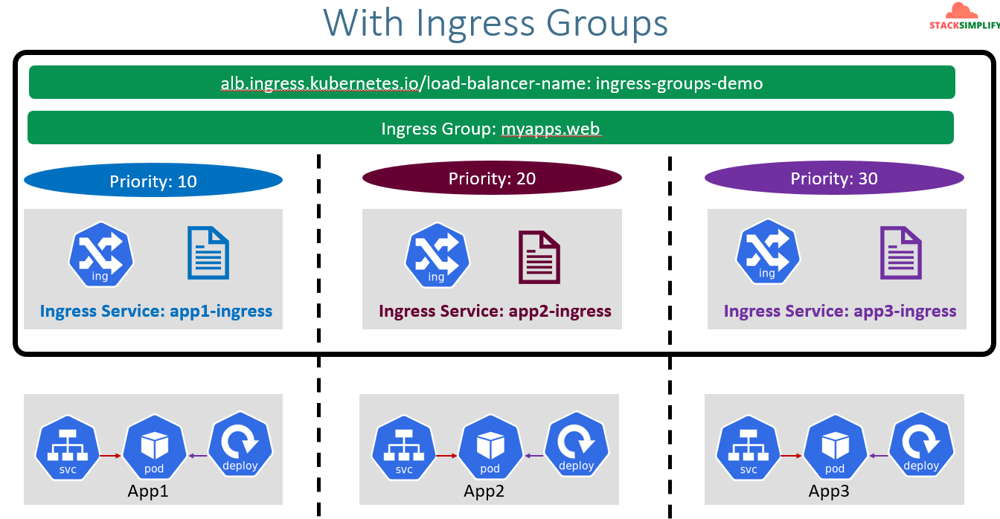 With Ingress Groups
STACKSIMPLIFY
alb.ingress.kubernetes.io/load-balancer-name: ingress-groups-demo
Ingress Group: myapps.web
Priority: 10
Priority: 20
Priority: 30
ing
ing
ing
Ingress Service: app1-ingress
Ingress Service: app2-ingress
Ingress Service: app3-ingress
svc
pod
deploy
App1
svc
pod
deploy
App2
svc
pod
deploy
App3